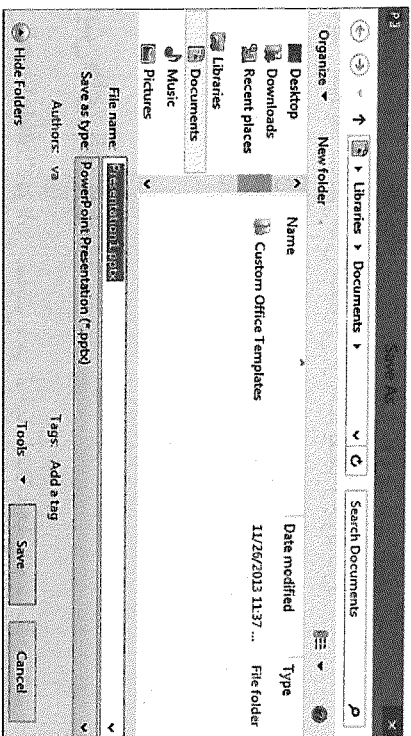 Save As
Libraries ▸ Documents ▸
Search Documents
Organize ▾ New folder
Desktop
Downloads
Recent places
Libraries
Documents
Music
Pictures
Name Date modified Type
Custom Office Templates 11/26/2013 11:37 ... File folder
File name: Presentation1.pptx
Save as type: PowerPoint Presentation (*.pptx)
Authors: va Tags: Add a tag
Hide Folders Tools ▾ Save Cancel